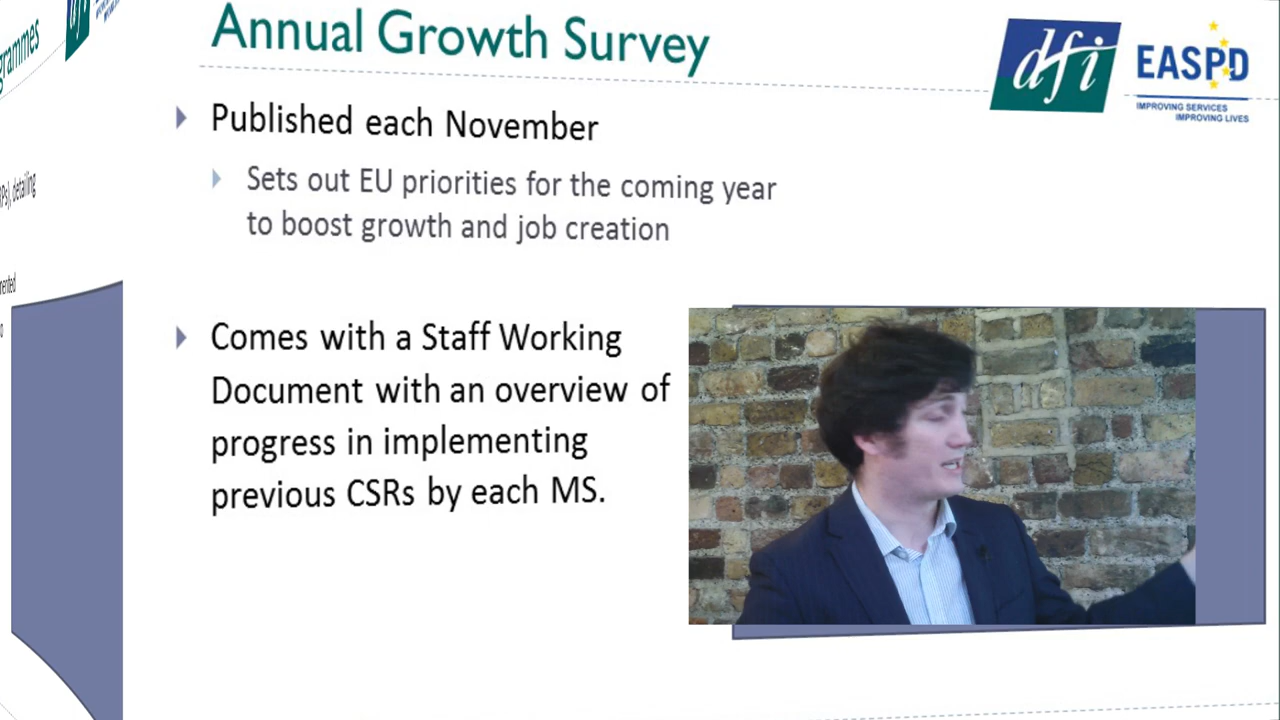 grammes
Annual Growth Survey
dfi
EASPD
IMPROVING SERVICES
IMPROVING LIVES
Published each November
Sets out EU priorities for the coming year
to boost growth and job creation
detailing
Comes with a Staff Working
Document with an overview of
progress in implementing
previous CSRs by each MS.